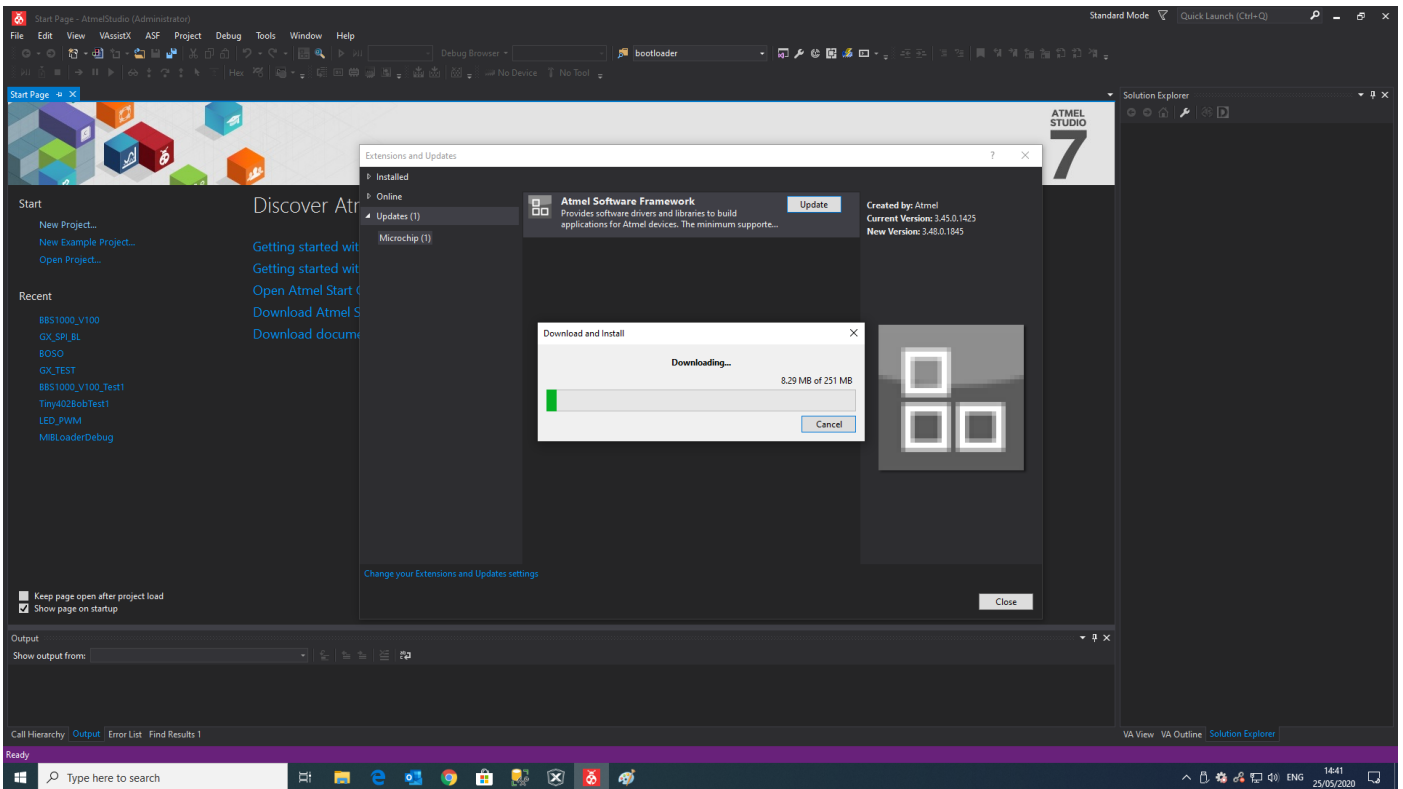 Start Page - AtmelStudio (Administrator)
Standard Mode
Quick Launch (Ctrl+Q)
File Edit View VAssistX ASF Project Debug Tools Window Help
Debug Browser
bootloader
Hex
No Device
No Tool
Start Page
ATMEL
STUDIO
7
Start
New Project...
New Example Project...
Open Project...
Recent
BBS1000_V100
GX_SPI_BL
BOSO
GX_TEST
BBS1000_V100_Test1
Tiny402BobTest1
LED_PWM
MIBLoaderDebug
Keep page open after project load
Show page on startup
Discover Atr
Getting started wit
Getting started wit
Open Atmel Start
Download Atmel S
Download docume
Extensions and Updates
?
Installed
Online
Updates (1)
Microchip (1)
Atmel Software Framework
Provides software drivers and libraries to build
applications for Atmel devices. The minimum supporte...
Update
Created by: Atmel
Current Version: 3.45.0.1425
New Version: 3.48.0.1845
Download and Install
Downloading...
8.29 MB of 251 MB
Cancel
Change your Extensions and Updates settings
Close
Solution Explorer
Output
Show output from:
Call Hierarchy Output Error List Find Results 1
VA View VA Outline Solution Explorer
Ready
Type here to search
ENG
14:41
25/05/2020